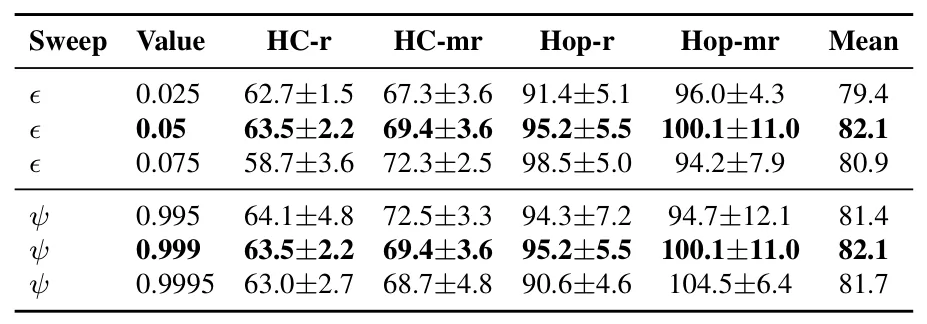 Sweep Value HC-r HC-mr Hop-r Hop-mr Mean
ϵ 0.025 62.7±1.5 67.3±3.6 91.4±5.1 96.0±4.3 79.4
ϵ 0.05 63.5±2.2 69.4±3.6 95.2±5.5 100.1±11.0 82.1
ϵ 0.075 58.7±3.6 72.3±2.5 98.5±5.0 94.2±7.9 80.9
ψ 0.995 64.1±4.8 72.5±3.3 94.3±7.2 94.7±12.1 81.4
ψ 0.999 63.5±2.2 69.4±3.6 95.2±5.5 100.1±11.0 82.1
ψ 0.9995 63.0±2.7 68.7±4.8 90.6±4.6 104.5±6.4 81.7